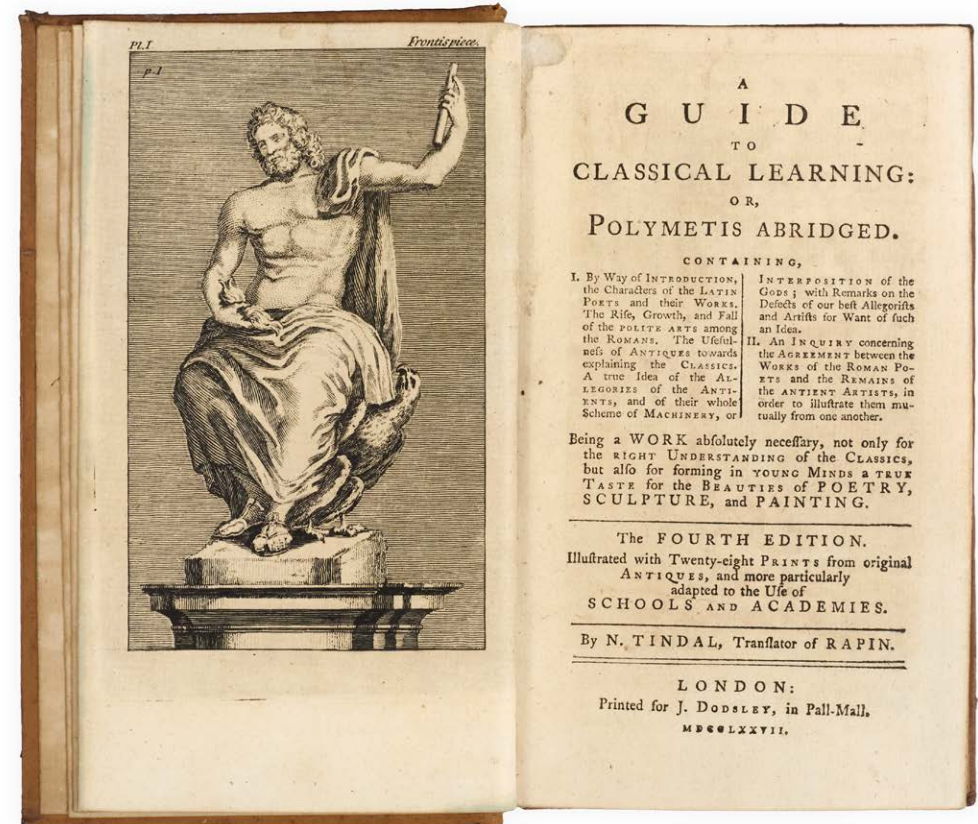 Pl.I Frontispiece.
p.1
A
GUIDE
TO
CLASSICAL LEARNING:
OR,
POLYMETIS ABRIDGED.
CONTAINING,
I. By Way of INTRODUCTION,
the Characters of the LATIN
POETS and their WORKS.
The Riſe, Growth, and Fall
of the POLITE ARTS among
the ROMANS. The Uſeful-
neſs of ANTIQUES towards
explaining the CLASSICS.
A true Idea of the AL-
LEGORIES of the ANTI-
ENTS, and of their whole
Scheme of MACHINERY, or
INTERPOSITION of the
GODS; with Remarks on the
Defects of our beſt Allegoriſts
and Artiſts for Want of ſuch
an Idea.
II. An INQUIRY concerning
the AGREEMENT between the
WORKS of the ROMAN PO-
ETS and the REMAINS of
the ANTIENT ARTISTS, in
order to illuſtrate them mu-
tually from one another.
Being a WORK abſolutely neceſſary, not only for
the RIGHT UNDERSTANDING of the CLASSICS,
but alſo for forming in YOUNG MINDS a TRUE
TASTE for the BEAUTIES of POETRY,
SCULPTURE, and PAINTING.
The FOURTH EDITION.
Illuſtrated with Twenty-eight PRINTS from original
ANTIQUES, and more particularly
adapted to the Uſe of
SCHOOLS AND ACADEMIES.
By N. TINDAL, Tranſlator of RAPIN.
LONDON:
Printed for J. DODSLEY, in Pall-Mall.
MDCCLXXVII.